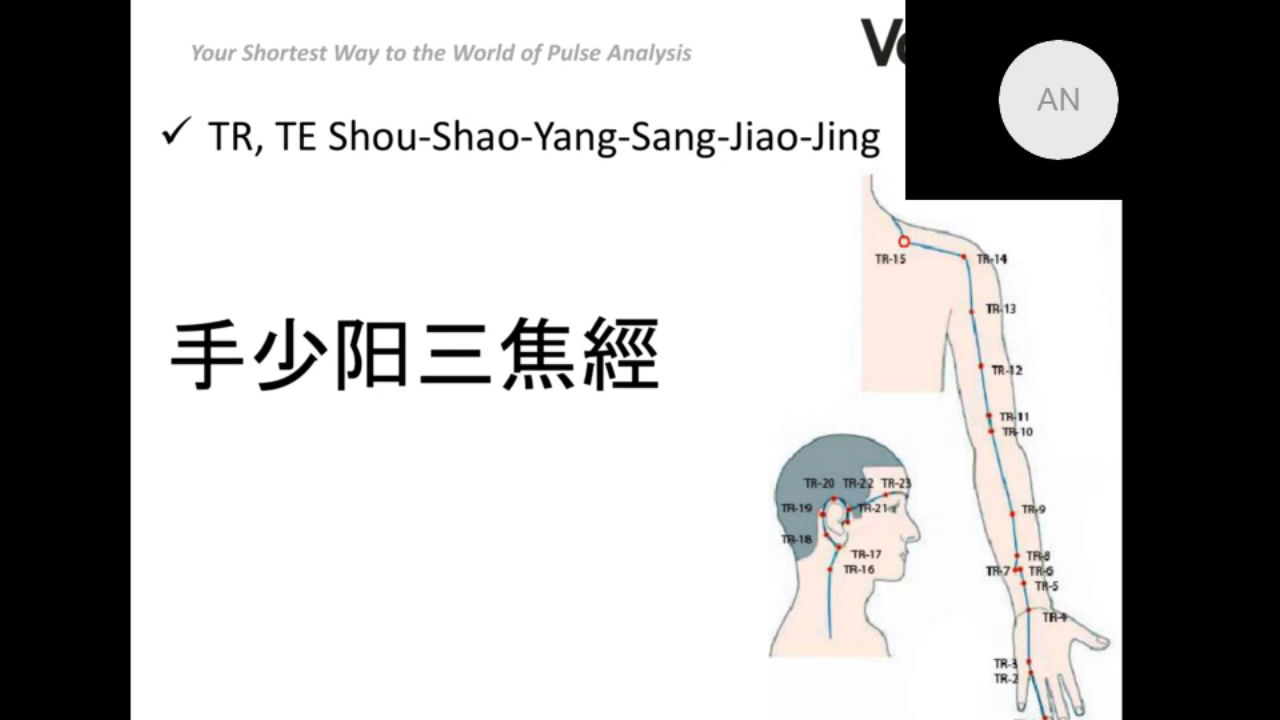 Your Shortest Way to the World of Pulse Analysis
AN
✓ TR, TE Shou-Shao-Yang-Sang-Jiao-Jing
手少阳三焦經
TR-15
TR-14
TR-13
TR-12
TR-11
TR-10
TR-9
TR-8
TR-7
TR-6
TR-5
TR-4
TR-3
TR-2
TR-20 TR-22 TR-23
TR-19
TR-21
TR-18
TR-17
TR-16